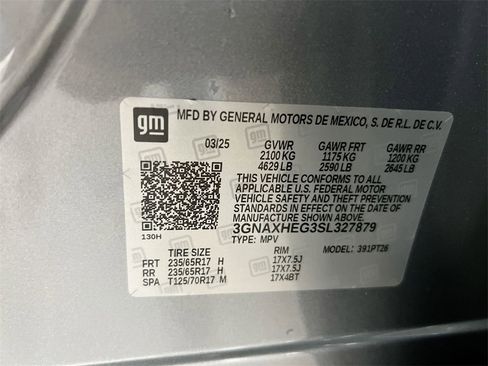 gm
MFD BY GENERAL MOTORS DE MEXICO, S. DE R.L. DE C.V.
03/25 GVWR GAWR FRT GAWR RR
2100 KG 1175 KG 1200 KG
4629 LB 2590 LB 2645 LB
THIS VEHICLE CONFORMS TO ALL
APPLICABLE U.S. FEDERAL MOTOR
VEHICLE SAFETY AND THEFT PREVENTION
STANDARDS IN EFFECT ON THE DATE OF
MANUFACTURE SHOWN ABOVE.
130H
3GNAXHEG3SL327879
TYPE: MPV MODEL: 391PT26
TIRE SIZE RIM
FRT 235/65R17 H 17X7.5J
RR 235/65R17 H 17X7.5J
SPA T125/70R17 M 17X4BT